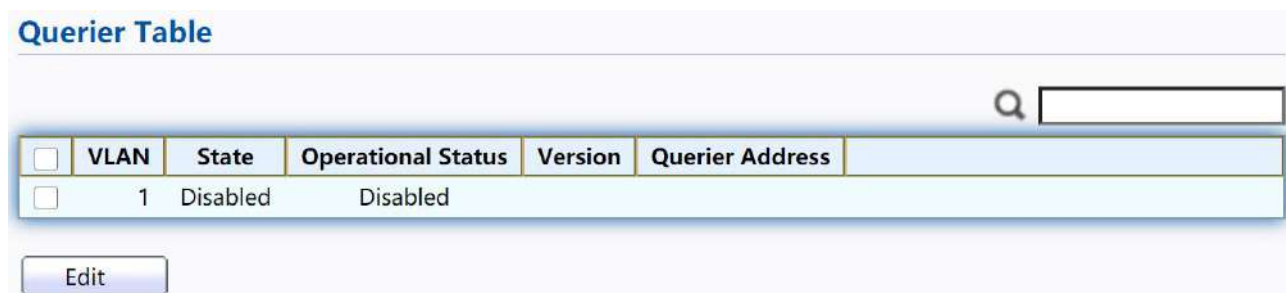 Querier Table
VLAN State Operational Status Version Querier Address
1 Disabled Disabled
Edit